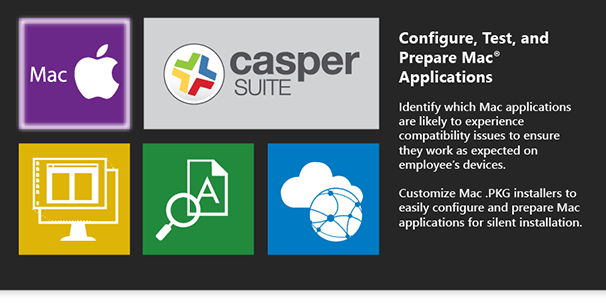 Mac
casper
SUITE
A
Configure, Test, and
Prepare Mac®
Applications
Identify which Mac applications
are likely to experience
compatibility issues to ensure
they work as expected on
employee's devices.
Customize Mac .PKG installers to
easily configure and prepare Mac
applications for silent installation.